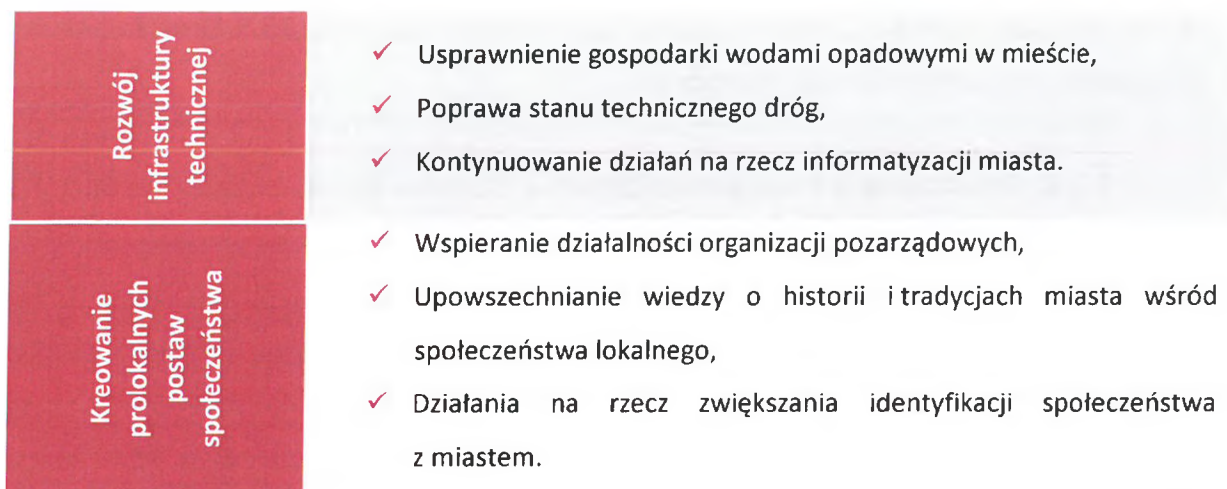 Rozwój
infrastruktury
technicznej
✓ Usprawnienie gospodarki wodami opadowymi w mieście,
✓ Poprawa stanu technicznego dróg,
✓ Kontynuowanie działań na rzecz informatyzacji miasta.
Kreowanie
prolokalnych
postaw
społeczeństwa
✓ Wspieranie działalności organizacji pozarządowych,
✓ Upowszechnianie wiedzy o historii i tradycjach miasta wśród
społeczeństwa lokalnego,
✓ Działania na rzecz zwiększania identyfikacji społeczeństwa
z miastem.